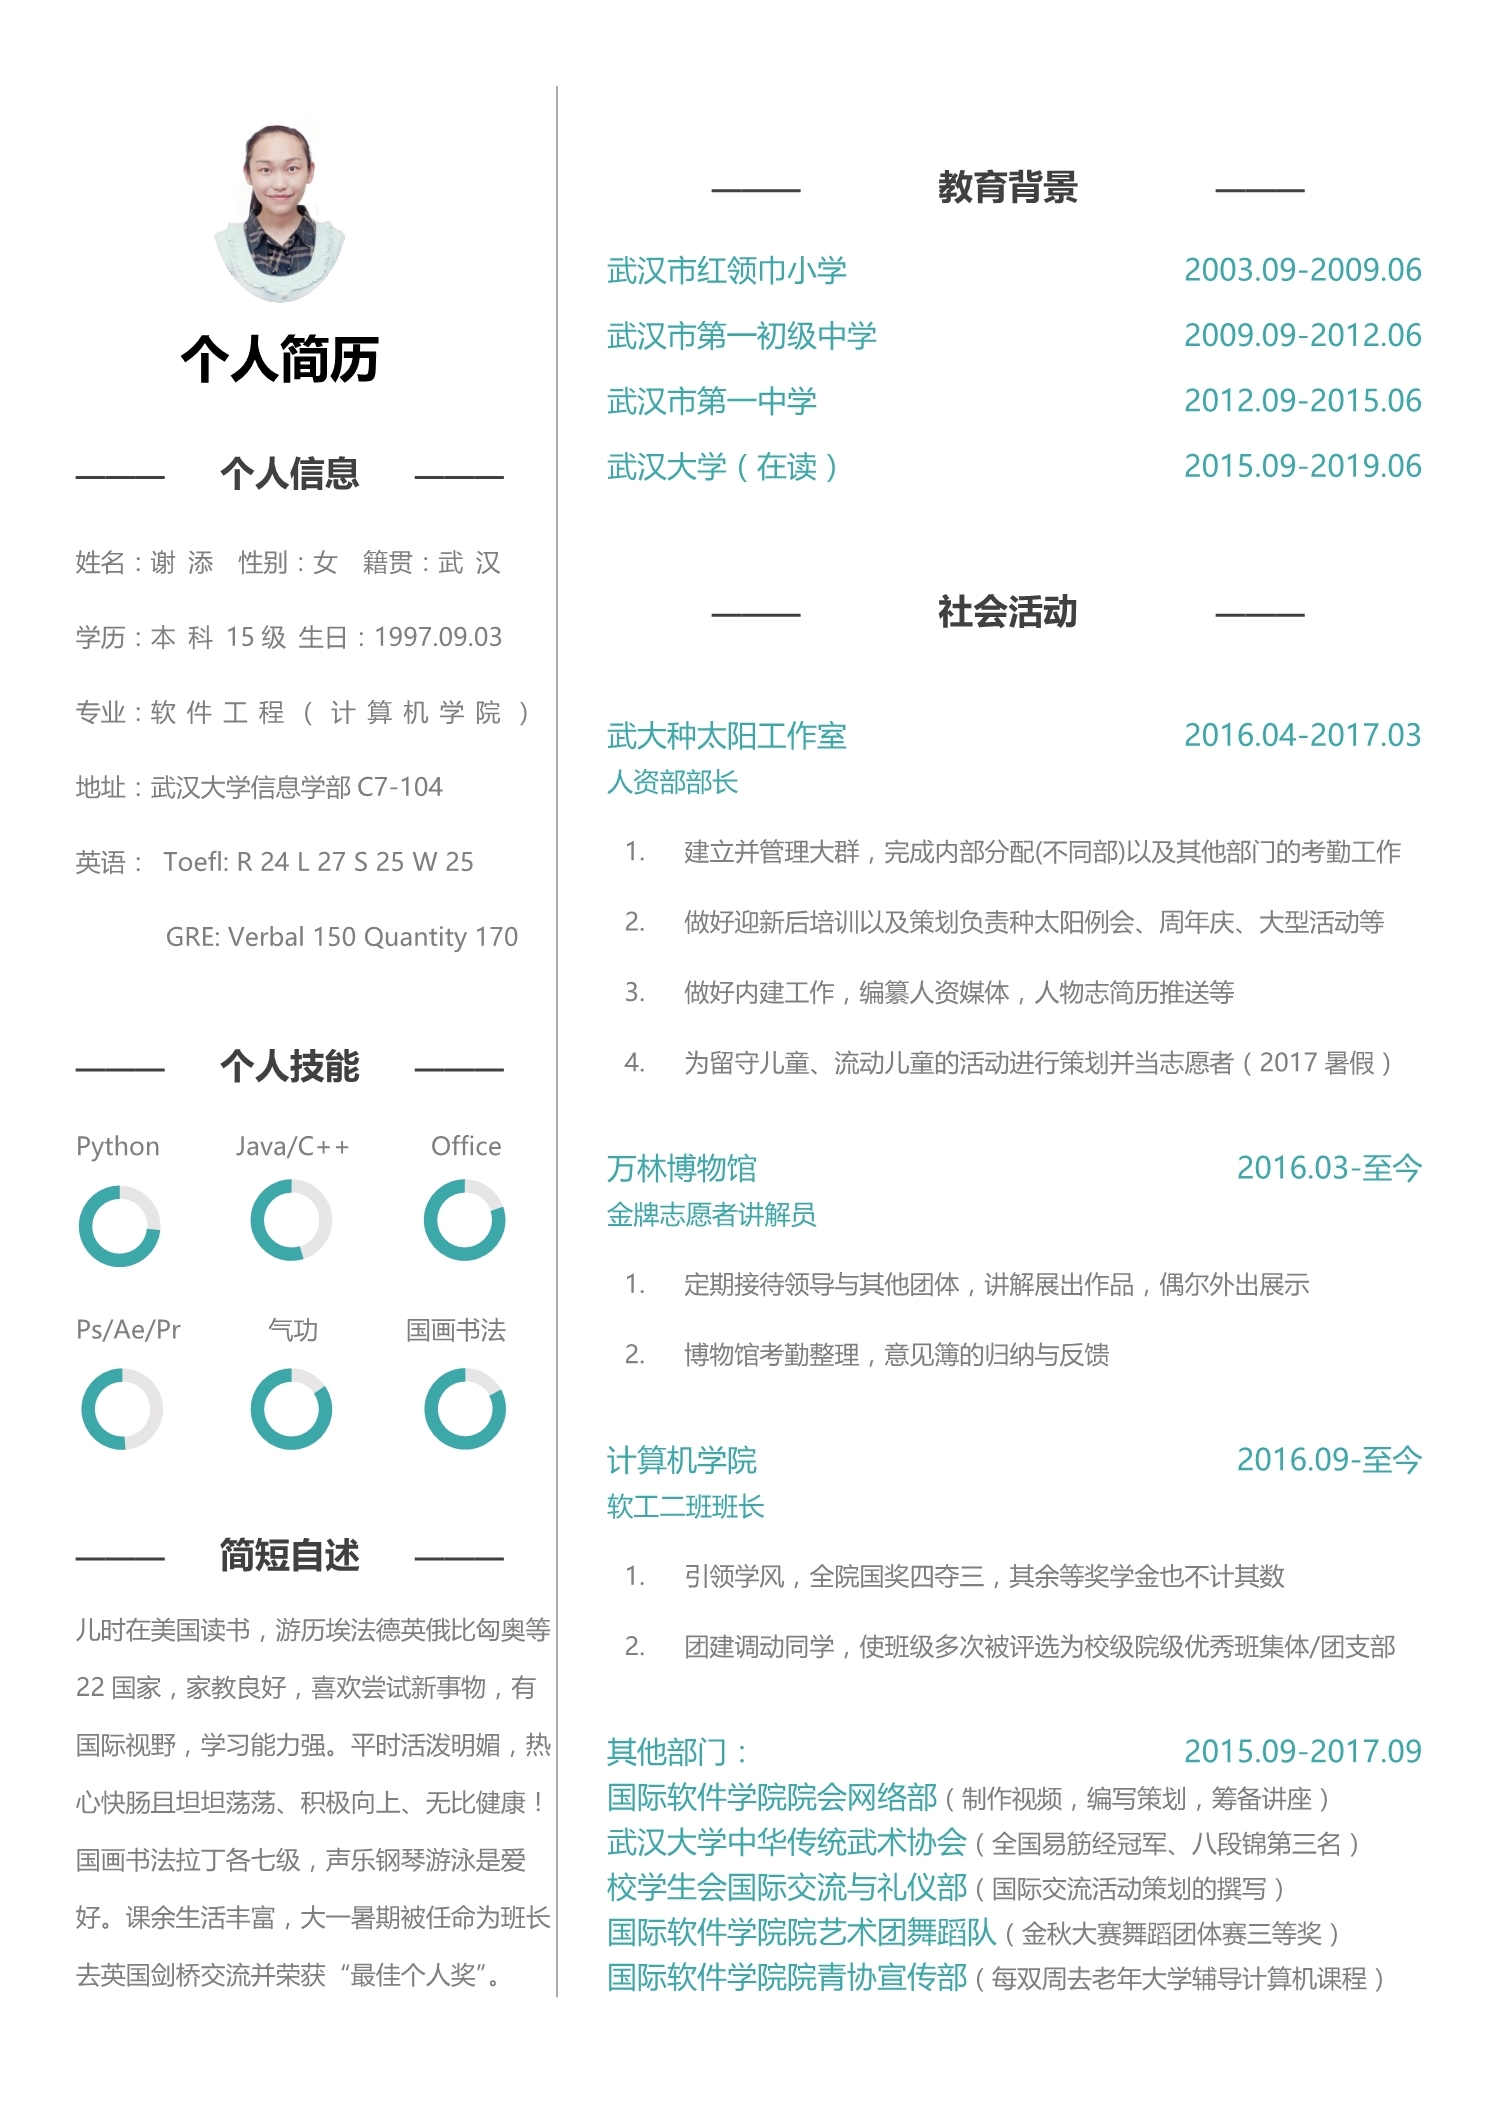 个人简历
个人信息
姓名：谢 添 性别：女 籍贯：武 汉
学历：本 科 15级 生日：1997.09.03
专业：软 件 工 程 （ 计 算 机 学 院 ）
地址：武汉大学信息学部 C7-104
英语： Toefl: R 24 L 27 S 25 W 25
GRE: Verbal 150 Quantity 170
个人技能
Python Java/C++ Office
Ps/Ae/Pr 气功 国画书法
简短自述
儿时在美国读书，游历埃法德英俄比匈奥等
22 国家，家教良好，喜欢尝试新事物，有
国际视野，学习能力强。平时活泼明媚，热
心快肠且坦坦荡荡、积极向上、无比健康！
国画书法拉丁各七级，声乐钢琴游泳是爱
好。课余生活丰富，大一暑期被任命为班长
去英国剑桥交流并荣获“最佳个人奖”。
教育背景
武汉市红领巾小学 2003.09-2009.06
武汉市第一初级中学 2009.09-2012.06
武汉市第一中学 2012.09-2015.06
武汉大学（在读） 2015.09-2019.06
社会活动
武大种太阳工作室 2016.04-2017.03
人资部部长
1. 建立并管理大群，完成内部分配(不同部)以及其他部门的考勤工作
2. 做好迎新后培训以及策划负责种太阳例会、周年庆、大型活动等
3. 做好内建工作，编纂人资媒体，人物志简历推送等
4. 为留守儿童、流动儿童的活动进行策划并当志愿者（2017 暑假）
万林博物馆 2016.03-至今
金牌志愿者讲解员
1. 定期接待领导与其他团体，讲解展出作品，偶尔外出展示
2. 博物馆考勤整理，意见簿的归纳与反馈
计算机学院 2016.09-至今
软工二班班长
1. 引领学风，全院国奖四夺三，其余等奖学金也不计其数
2. 团建调动同学，使班级多次被评选为校级院级优秀班集体/团支部
其他部门： 2015.09-2017.09
国际软件学院院会网络部（制作视频，编写策划，筹备讲座）
武汉大学中华传统武术协会（全国易筋经冠军、八段锦第三名）
校学生会国际交流与礼仪部（国际交流活动策划的撰写）
国际软件学院院艺术团舞蹈队（金秋大赛舞蹈团体赛三等奖）
国际软件学院院青协宣传部（每双周去老年大学辅导计算机课程）